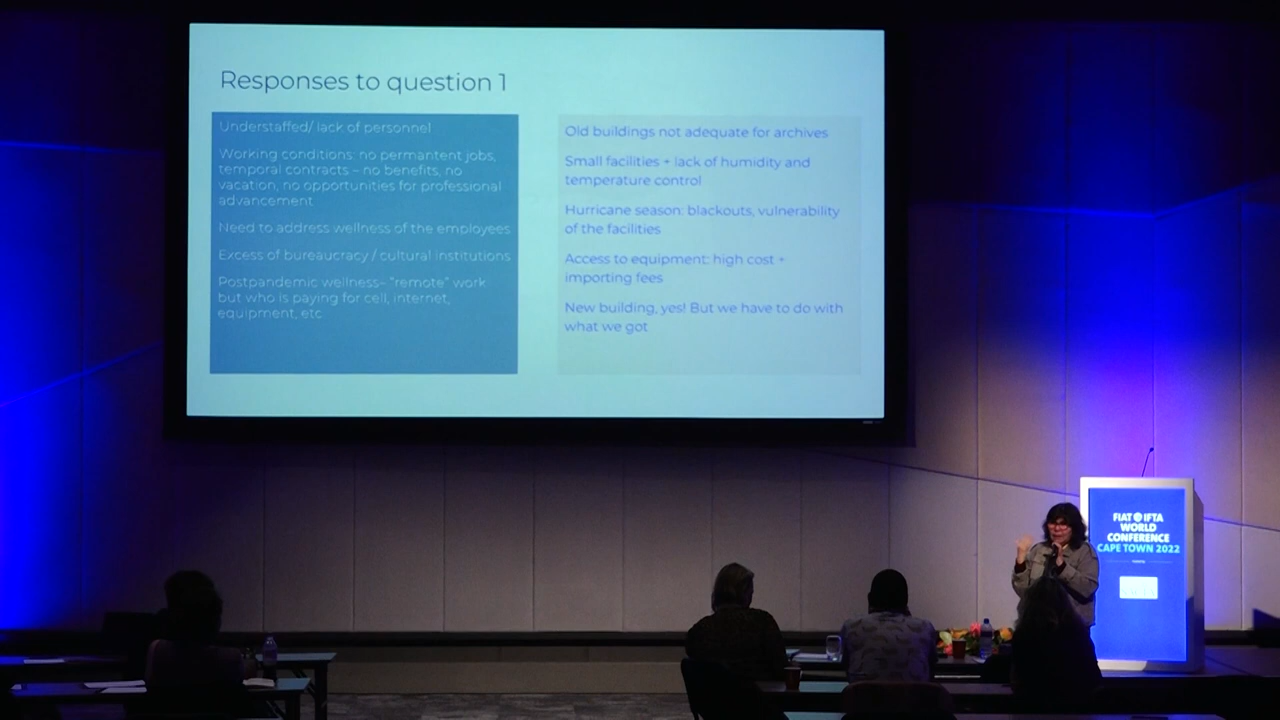 Responses to question 1
Understaffed/ lack of personnel
Working conditions: no permantent jobs,
temporal contracts – no benefits, no
vacation, no opportunities for professional
advancement
Need to address wellness of the employees
Excess of bureaucracy / cultural institutions
Postpandemic wellness– "remote" work
but who is paying for cell, internet,
equipment, etc
Old buildings not adequate for archives
Small facilities + lack of humidity and
temperature control
Hurricane season: blackouts, vulnerability
of the facilities
Access to equipment: high cost +
importing fees
New building, yes! But we have to do with
what we got
FIAT IFTA
WORLD
CONFERENCE
CAPE TOWN 2022